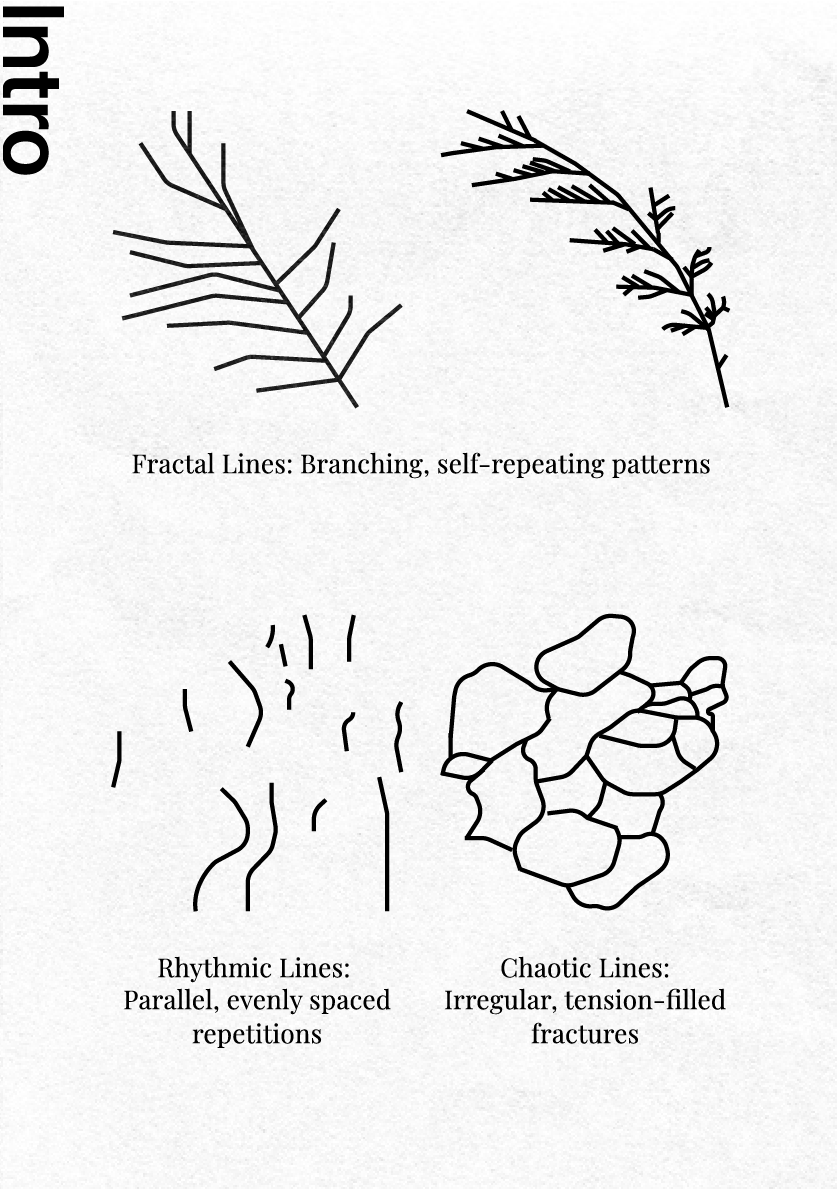 Intro
Fractal Lines: Branching, self-repeating patterns
Rhythmic Lines:
Parallel, evenly spaced
repetitions
Chaotic Lines:
Irregular, tension-filled
fractures